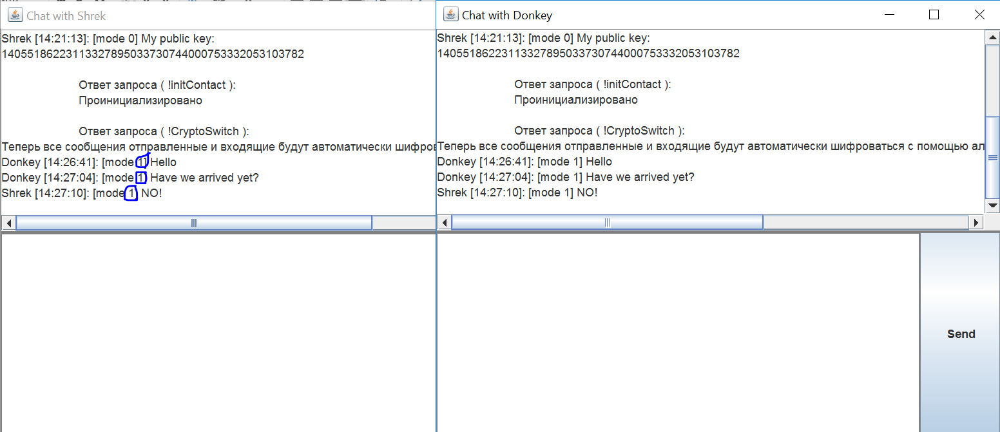 Chat with Shrek
Shrek [14:21:13]: [mode 0] My public key:
14055186223113327895033730744000753332053103782
Ответ запроса ( !initContact ):
Проинициализировано
Ответ запроса ( !CryptoSwitch ):
Теперь все сообщения отправленные и входящие будут автоматически шифров
Donkey [14:26:41]: [mode 1] Hello
Donkey [14:27:04]: [mode 1] Have we arrived yet?
Shrek [14:27:10]: [mode 1] NO!
Chat with Donkey
Shrek [14:21:13]: [mode 0] My public key:
14055186223113327895033730744000753332053103782
Ответ запроса ( !initContact ):
Проинициализировано
Ответ запроса ( !CryptoSwitch ):
Теперь все сообщения отправленные и входящие будут автоматически шифроваться с помощью ал
Donkey [14:26:41]: [mode 1] Hello
Donkey [14:27:04]: [mode 1] Have we arrived yet?
Shrek [14:27:10]: [mode 1] NO!
Send